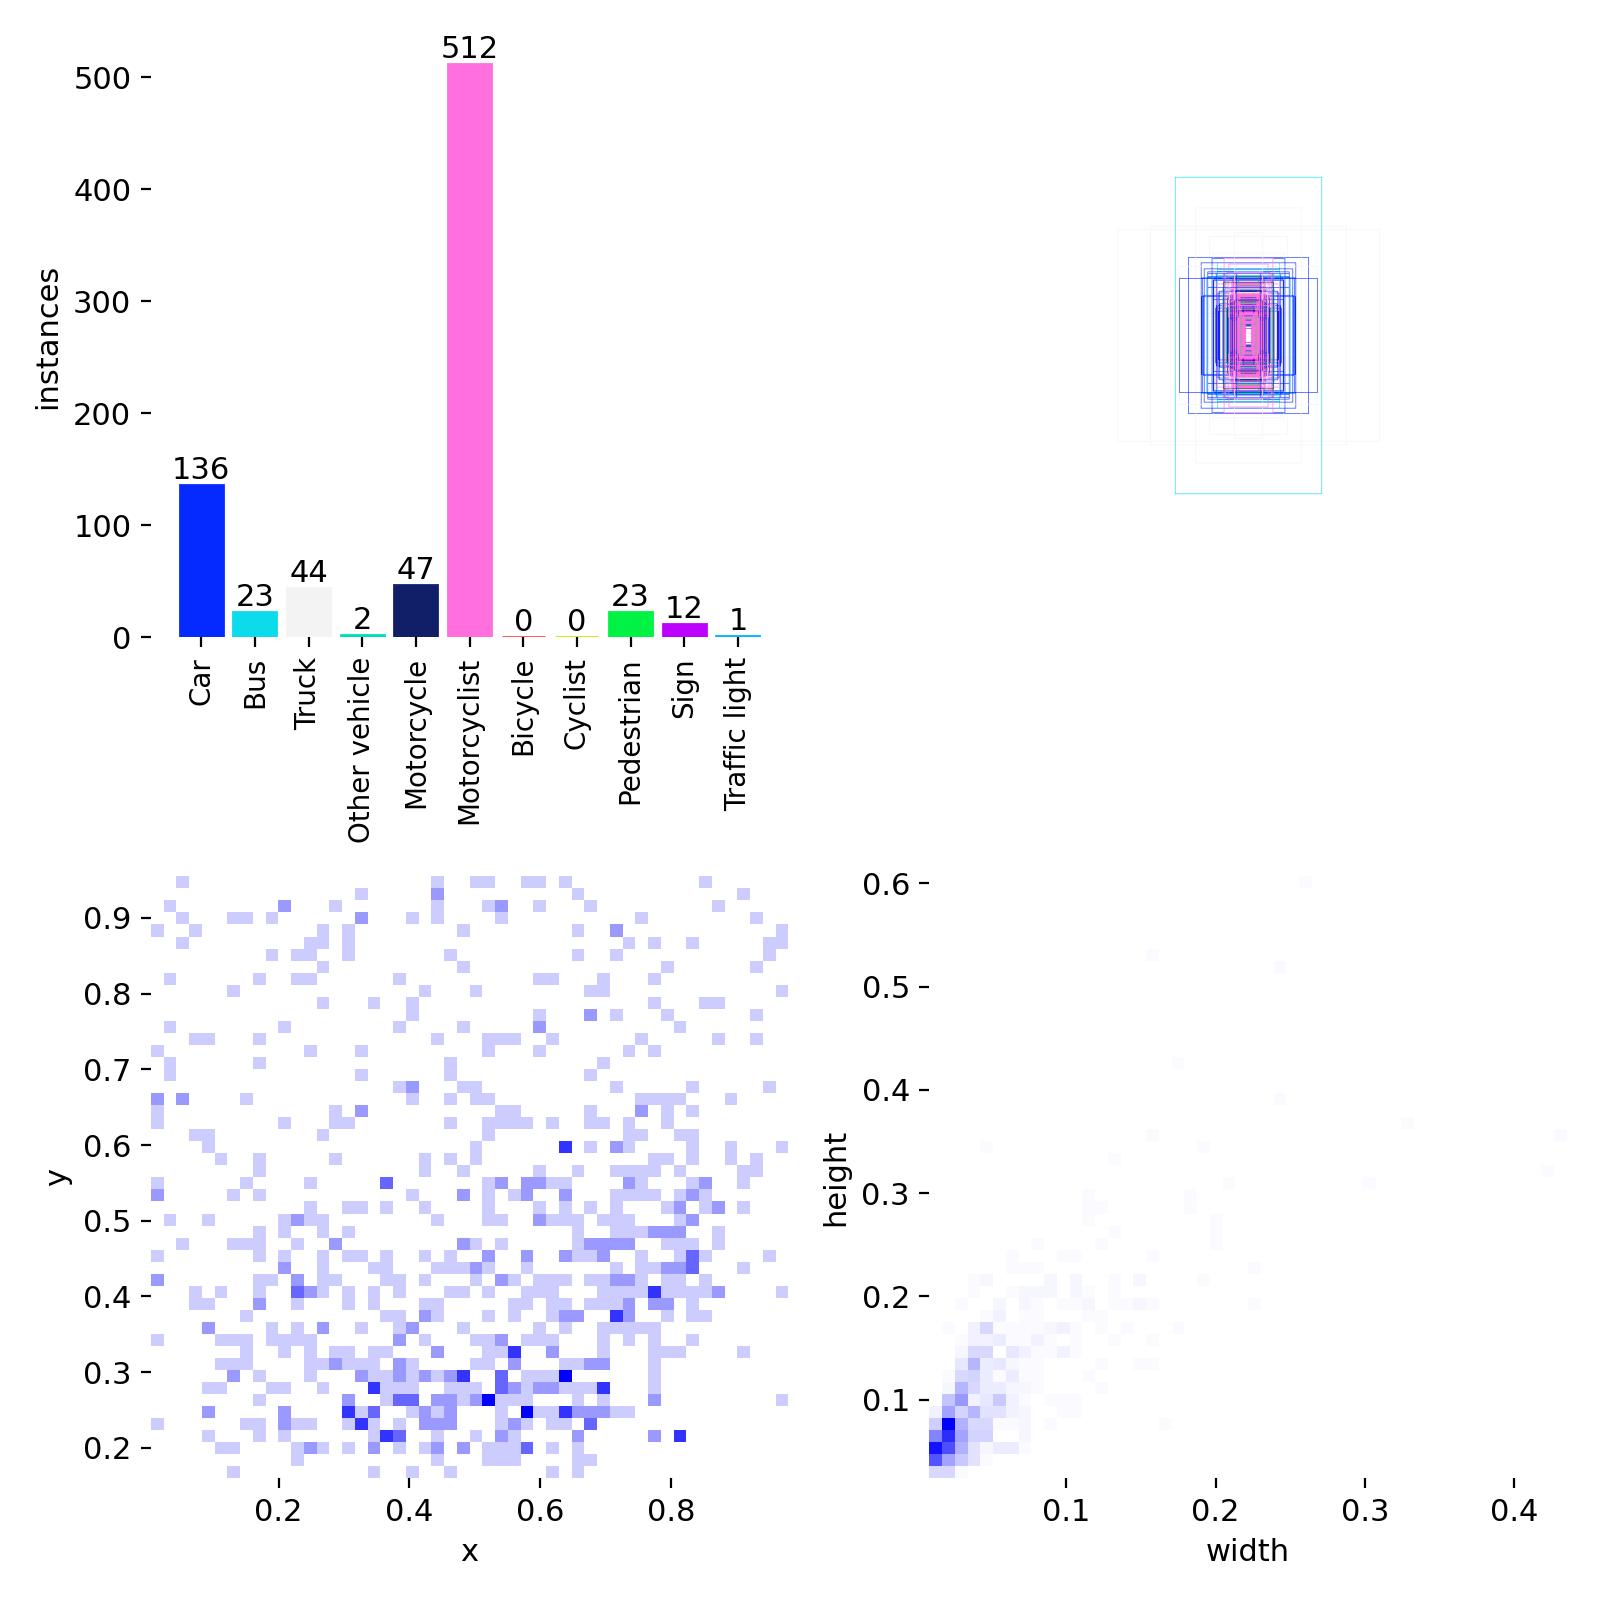 512
500
400
300
200
100
0
instances
136
23
44
2
47
0
0
23
12
1
Car
Bus
Truck
Other vehicle
Motorcycle
Motorcyclist
Bicycle
Cyclist
Pedestrian
Sign
Traffic light
0.9
0.8
0.7
0.6
0.5
0.4
0.3
0.2
y
0.2 0.4 0.6 0.8
x
0.6
0.5
0.4
0.3
0.2
0.1
height
0.1 0.2 0.3 0.4
width